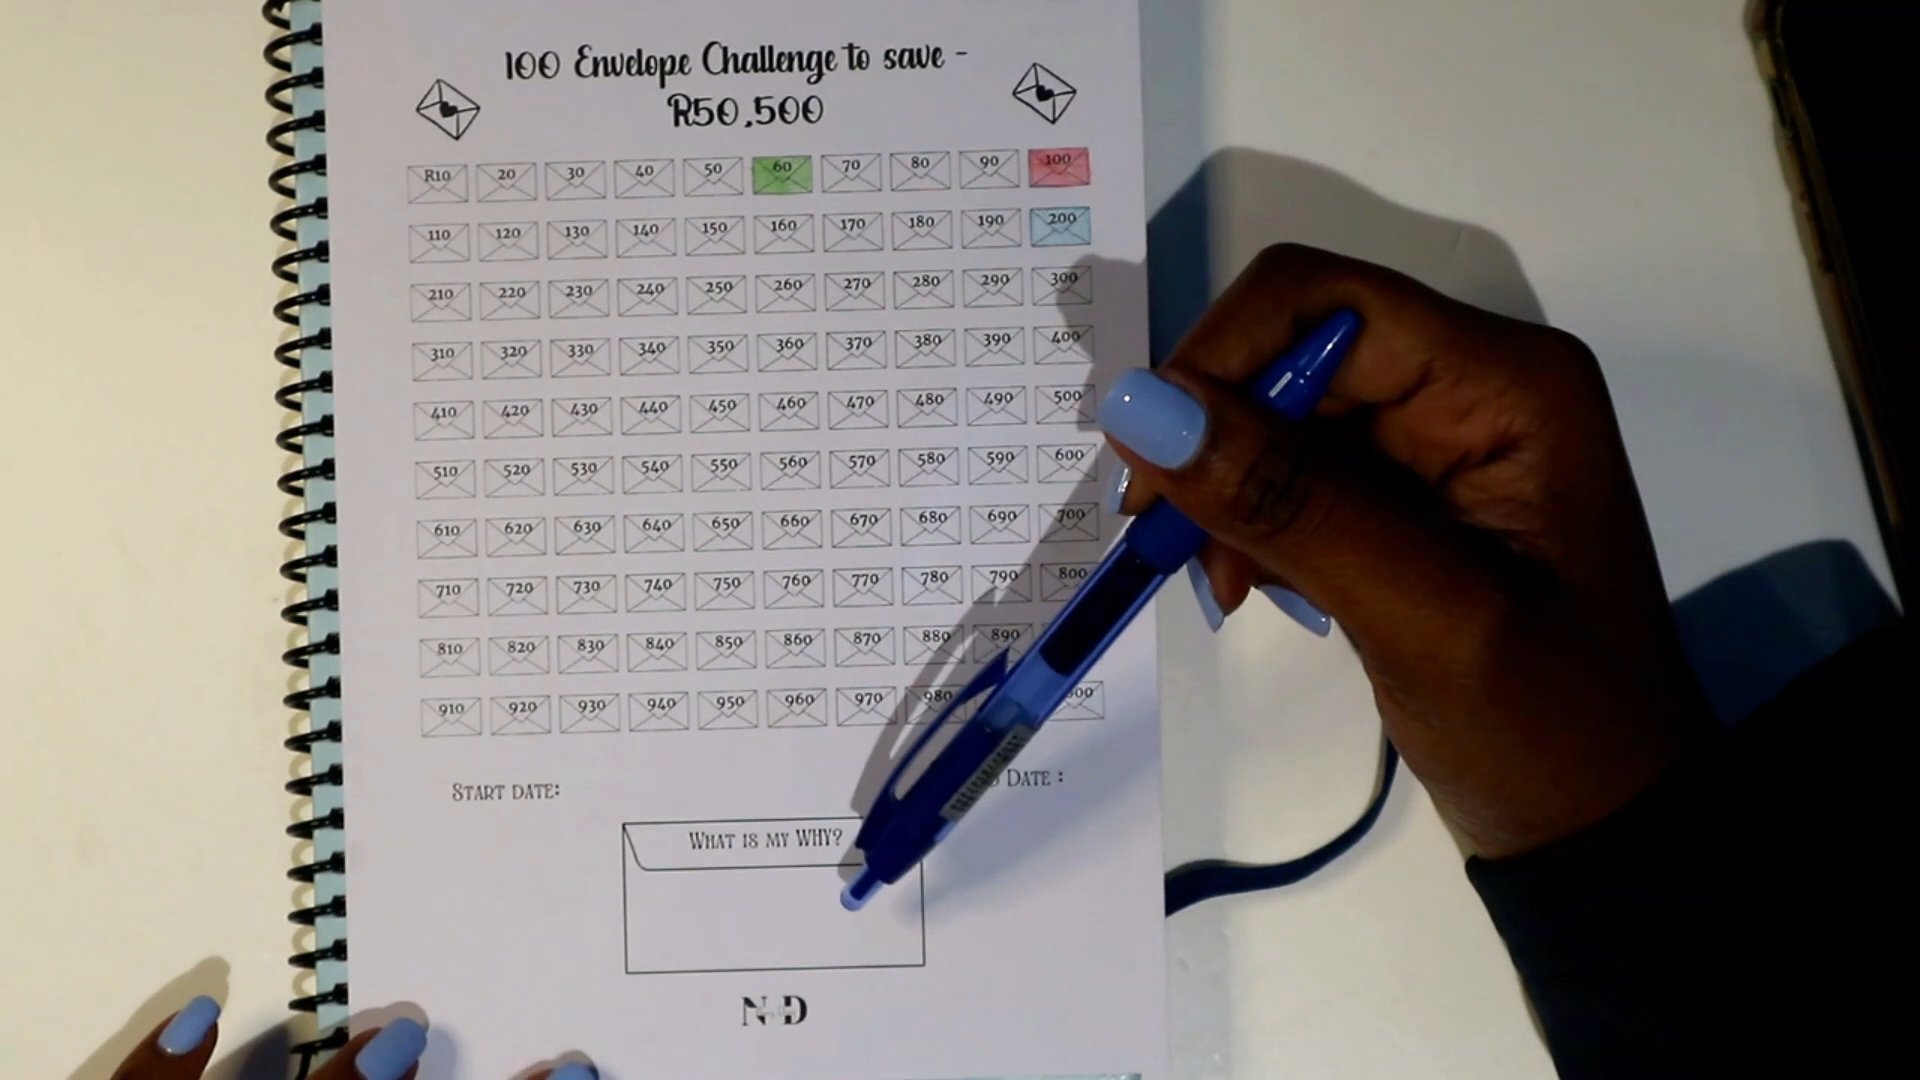 100 Envelope Challenge to save -
R50,500
R10 20 30 40 50 60 70 80 90 100
110 120 130 140 150 160 170 180 190 200
210 220 230 240 250 260 270 280 290 300
310 320 330 340 350 360 370 380 390 400
410 420 430 440 450 460 470 480 490 500
510 520 530 540 550 560 570 580 590 600
610 620 630 640 650 660 670 680 690 700
710 720 730 740 750 760 770 780 790 800
810 820 830 840 850 860 870 880 890
910 920 930 940 950 960 970 980
START DATE: DATE :
WHAT IS MY WHY?
N D